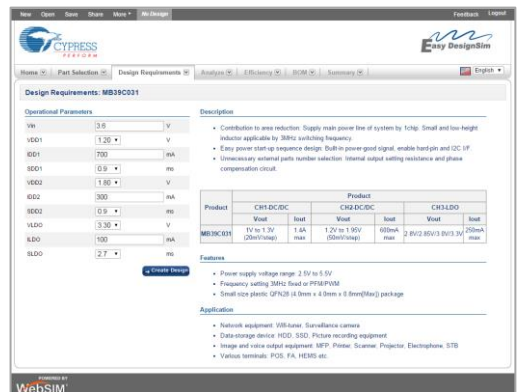 New Open Save Share More No Design Feedback Logout
CYPRESS
PERFORM
Easy DesignSim
Home Part Selection Design Requirements Analyze Efficiency BOM Summary English
Design Requirements: MB39C031
Operational Parameters
Vin 3.6 V
VDD1 1.20 V
IDD1 700 mA
SDD1 0.9 ms
VDD2 1.80 V
IDD2 300 mA
SDD2 0.9 ms
VLDO 3.30 V
ILDO 100 mA
SLDO 2.7 ms
Create Design
Description
Contribution to area reduction: Supply main power line of system by 1chip. Small and low-height
inductor applicable by 3MHz switching frequency.
Easy power start-up sequence design: Built-in power-good signal, enable hard-pin and I2C I/F.
Unnecessary external parts number selection: Internal output setting resistance and phase
compensation circuit.
Product
Product CH1-DC/DC CH2-DC/DC CH3-LDO
Vout Iout Vout Iout Vout Iout
MB39C031 1V to 1.3V (20mV/step) 1.4A max 1.2V to 1.95V (50mV/step) 600mA max 2.8V/2.85V/3.0V/3.3V 250mA max
Features
Power supply voltage range: 2.5V to 5.5V
Frequency setting 3MHz fixed or PFM/PWM
Small size plastic QFN28 (4.0mm x 4.0mm x 0.8mm[Max]) package
Application
Network equipment: Wifi-tuner, Surveillance camera
Data-storage device: HDD, SSD, Picture recording equipment
Image and voice output equipment: MFP, Printer, Scanner, Projector, Electrophone, STB
Various terminals: POS, FA, HEMS etc.
POWERED BY
WebSIM